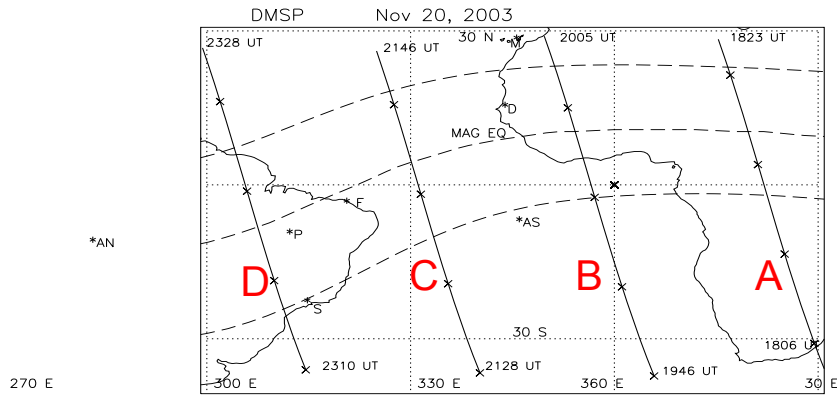 DMSP Nov 20, 2003
2328 UT
2146 UT
30 N
M
2005 UT
1823 UT
D
MAG EQ
F
P
AS
AN
D
C
B
A
S
30 S
1806 UT
2310 UT
2128 UT
1946 UT
270 E
300 E
330 E
360 E
30 E